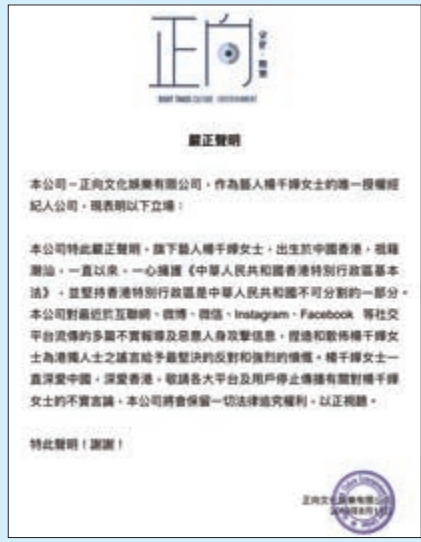 正向
文化·娛樂
RIGHT TRACK CULTURE · ENTERTAINMENT
嚴正聲明
本公司－正向文化娛樂有限公司，作為藝人楊千嬅女士的唯一授權經
紀人公司，現表明以下立場：
本公司特此嚴正聲明，旗下藝人楊千嬅女士，出生於中國香港，祖籍
潮汕，一直以來，一心擁護《中華人民共和國香港特別行政區基本
法》，並堅持香港特別行政區是中華人民共和國不可分割的一部分。
本公司對最近於互聯網、微博、微信、Instagram、Facebook 等社交
平台流傳的多篇不實報導及惡意人身攻擊信息，捏造和散佈楊千嬅女
士為港獨人士之謠言給予最堅決的反對和強烈的憤慨。楊千嬅女士一
直深愛中國，深愛香港，敬請各大平台及用戶停止傳播有關對楊千嬅
女士的不實言論，本公司將會保留一切法律追究權利，以正視聽。
特此聲明！謝謝！
正向文化娛樂有限公司